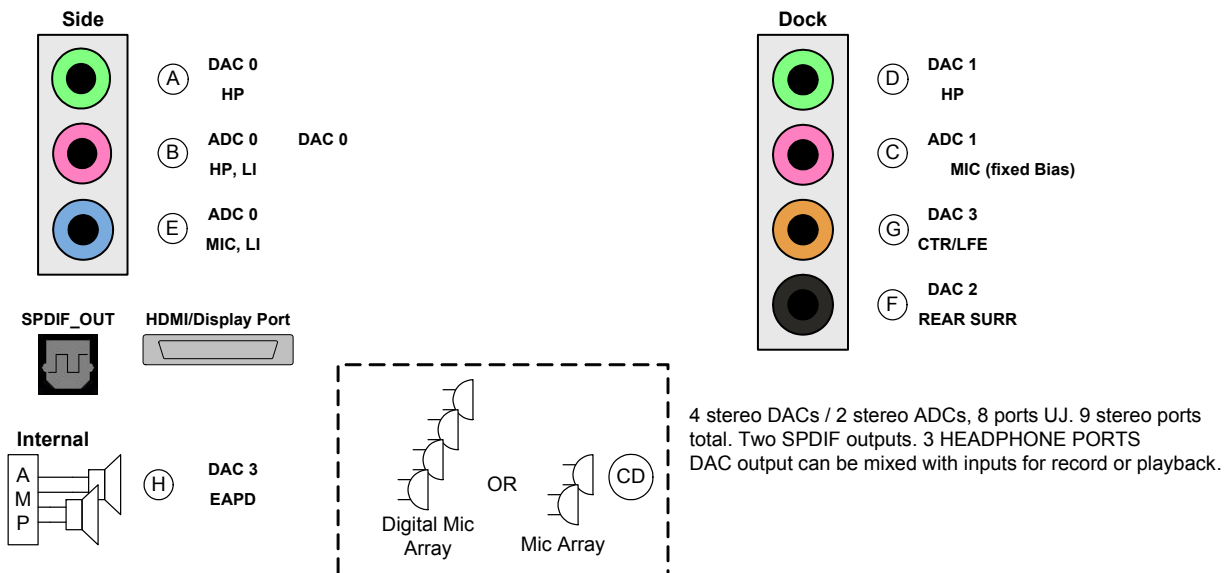 Side
A
DAC 0
HP
B
ADC 0 DAC 0
HP, LI
E
ADC 0
MIC, LI
SPDIF_OUT
HDMI/Display Port
Internal
A
M
P
H
DAC 3
EAPD
Digital Mic
Array
OR
CD
Mic Array
Dock
D
DAC 1
HP
C
ADC 1
MIC (fixed Bias)
G
DAC 3
CTR/LFE
F
DAC 2
REAR SURR
4 stereo DACs / 2 stereo ADCs, 8 ports UJ. 9 stereo ports
total. Two SPDIF outputs. 3 HEADPHONE PORTS
DAC output can be mixed with inputs for record or playback.